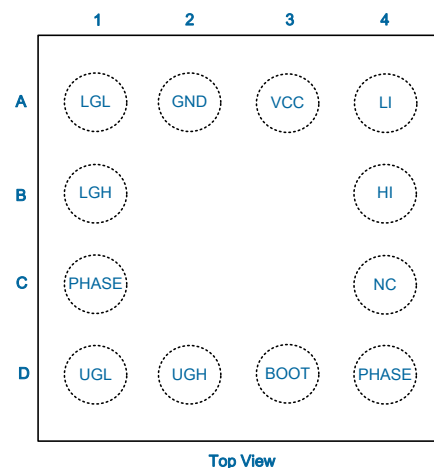 1 2 3 4
A LGL GND VCC LI
B LGH HI
C PHASE NC
D UGL UGH BOOT PHASE
Top View